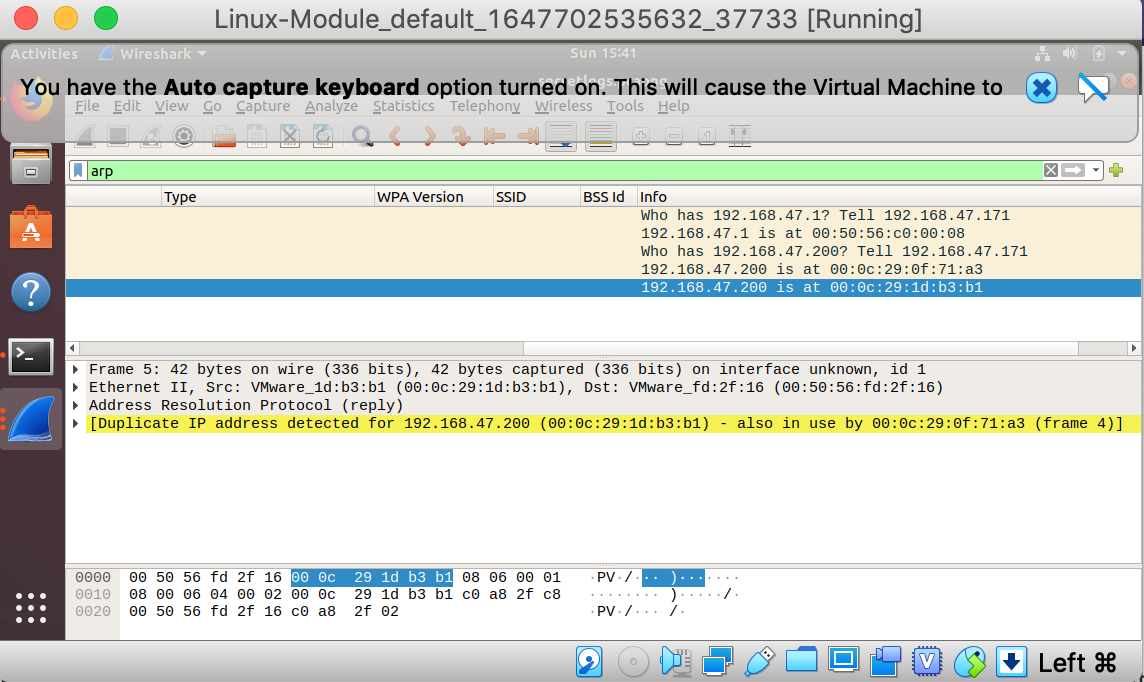 Linux-Module_default_1647702535632_37733 [Running]
Activities Wireshark Sun 15:41
You have the Auto capture keyboard option turned on. This will cause the Virtual Machine to
File Edit View Go Capture Analyze Statistics Telephony Wireless Tools Help
arp
Type WPA Version SSID BSS Id Info
Who has 192.168.47.1? Tell 192.168.47.171
192.168.47.1 is at 00:50:56:c0:00:08
Who has 192.168.47.200? Tell 192.168.47.171
192.168.47.200 is at 00:0c:29:0f:71:a3
192.168.47.200 is at 00:0c:29:1d:b3:b1
Frame 5: 42 bytes on wire (336 bits), 42 bytes captured (336 bits) on interface unknown, id 1
Ethernet II, Src: VMware_1d:b3:b1 (00:0c:29:1d:b3:b1), Dst: VMware_fd:2f:16 (00:50:56:fd:2f:16)
Address Resolution Protocol (reply)
[Duplicate IP address detected for 192.168.47.200 (00:0c:29:1d:b3:b1) - also in use by 00:0c:29:0f:71:a3 (frame 4)]
0000 00 50 56 fd 2f 16 00 0c 29 1d b3 b1 08 06 00 01 ·PV·/··· )·······
0010 08 00 06 04 00 02 00 0c 29 1d b3 b1 c0 a8 2f c8 ········ )·····/·
0020 00 50 56 fd 2f 16 c0 a8 2f 02 ·PV·/··· /·
Left ⌘